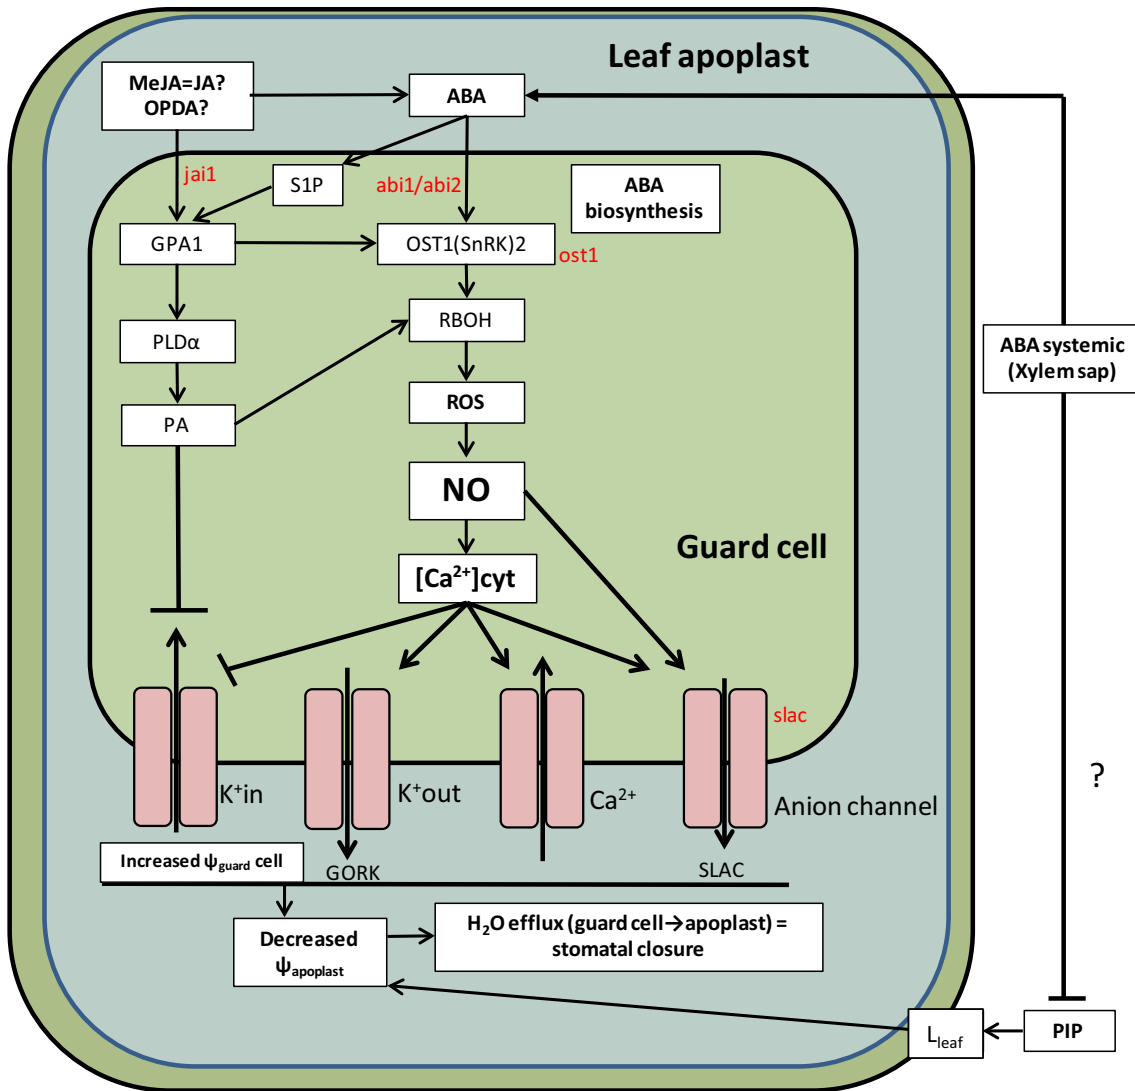 Leaf apoplast
MeJA=JA?
OPDA?
ABA
jai1
S1P
abi1/abi2
ABA
biosynthesis
GPA1
OST1(SnRK)2
ost1
PLDα
RBOH
ABA systemic
(Xylem sap)
PA
ROS
NO
Guard cell
[Ca²⁺]cyt
slac
K⁺in
K⁺out
Ca²⁺
Anion channel
?
Increased ψguard cell
GORK
SLAC
Decreased
ψapoplast
H₂O efflux (guard cell→apoplast) =
stomatal closure
Lleaf
PIP